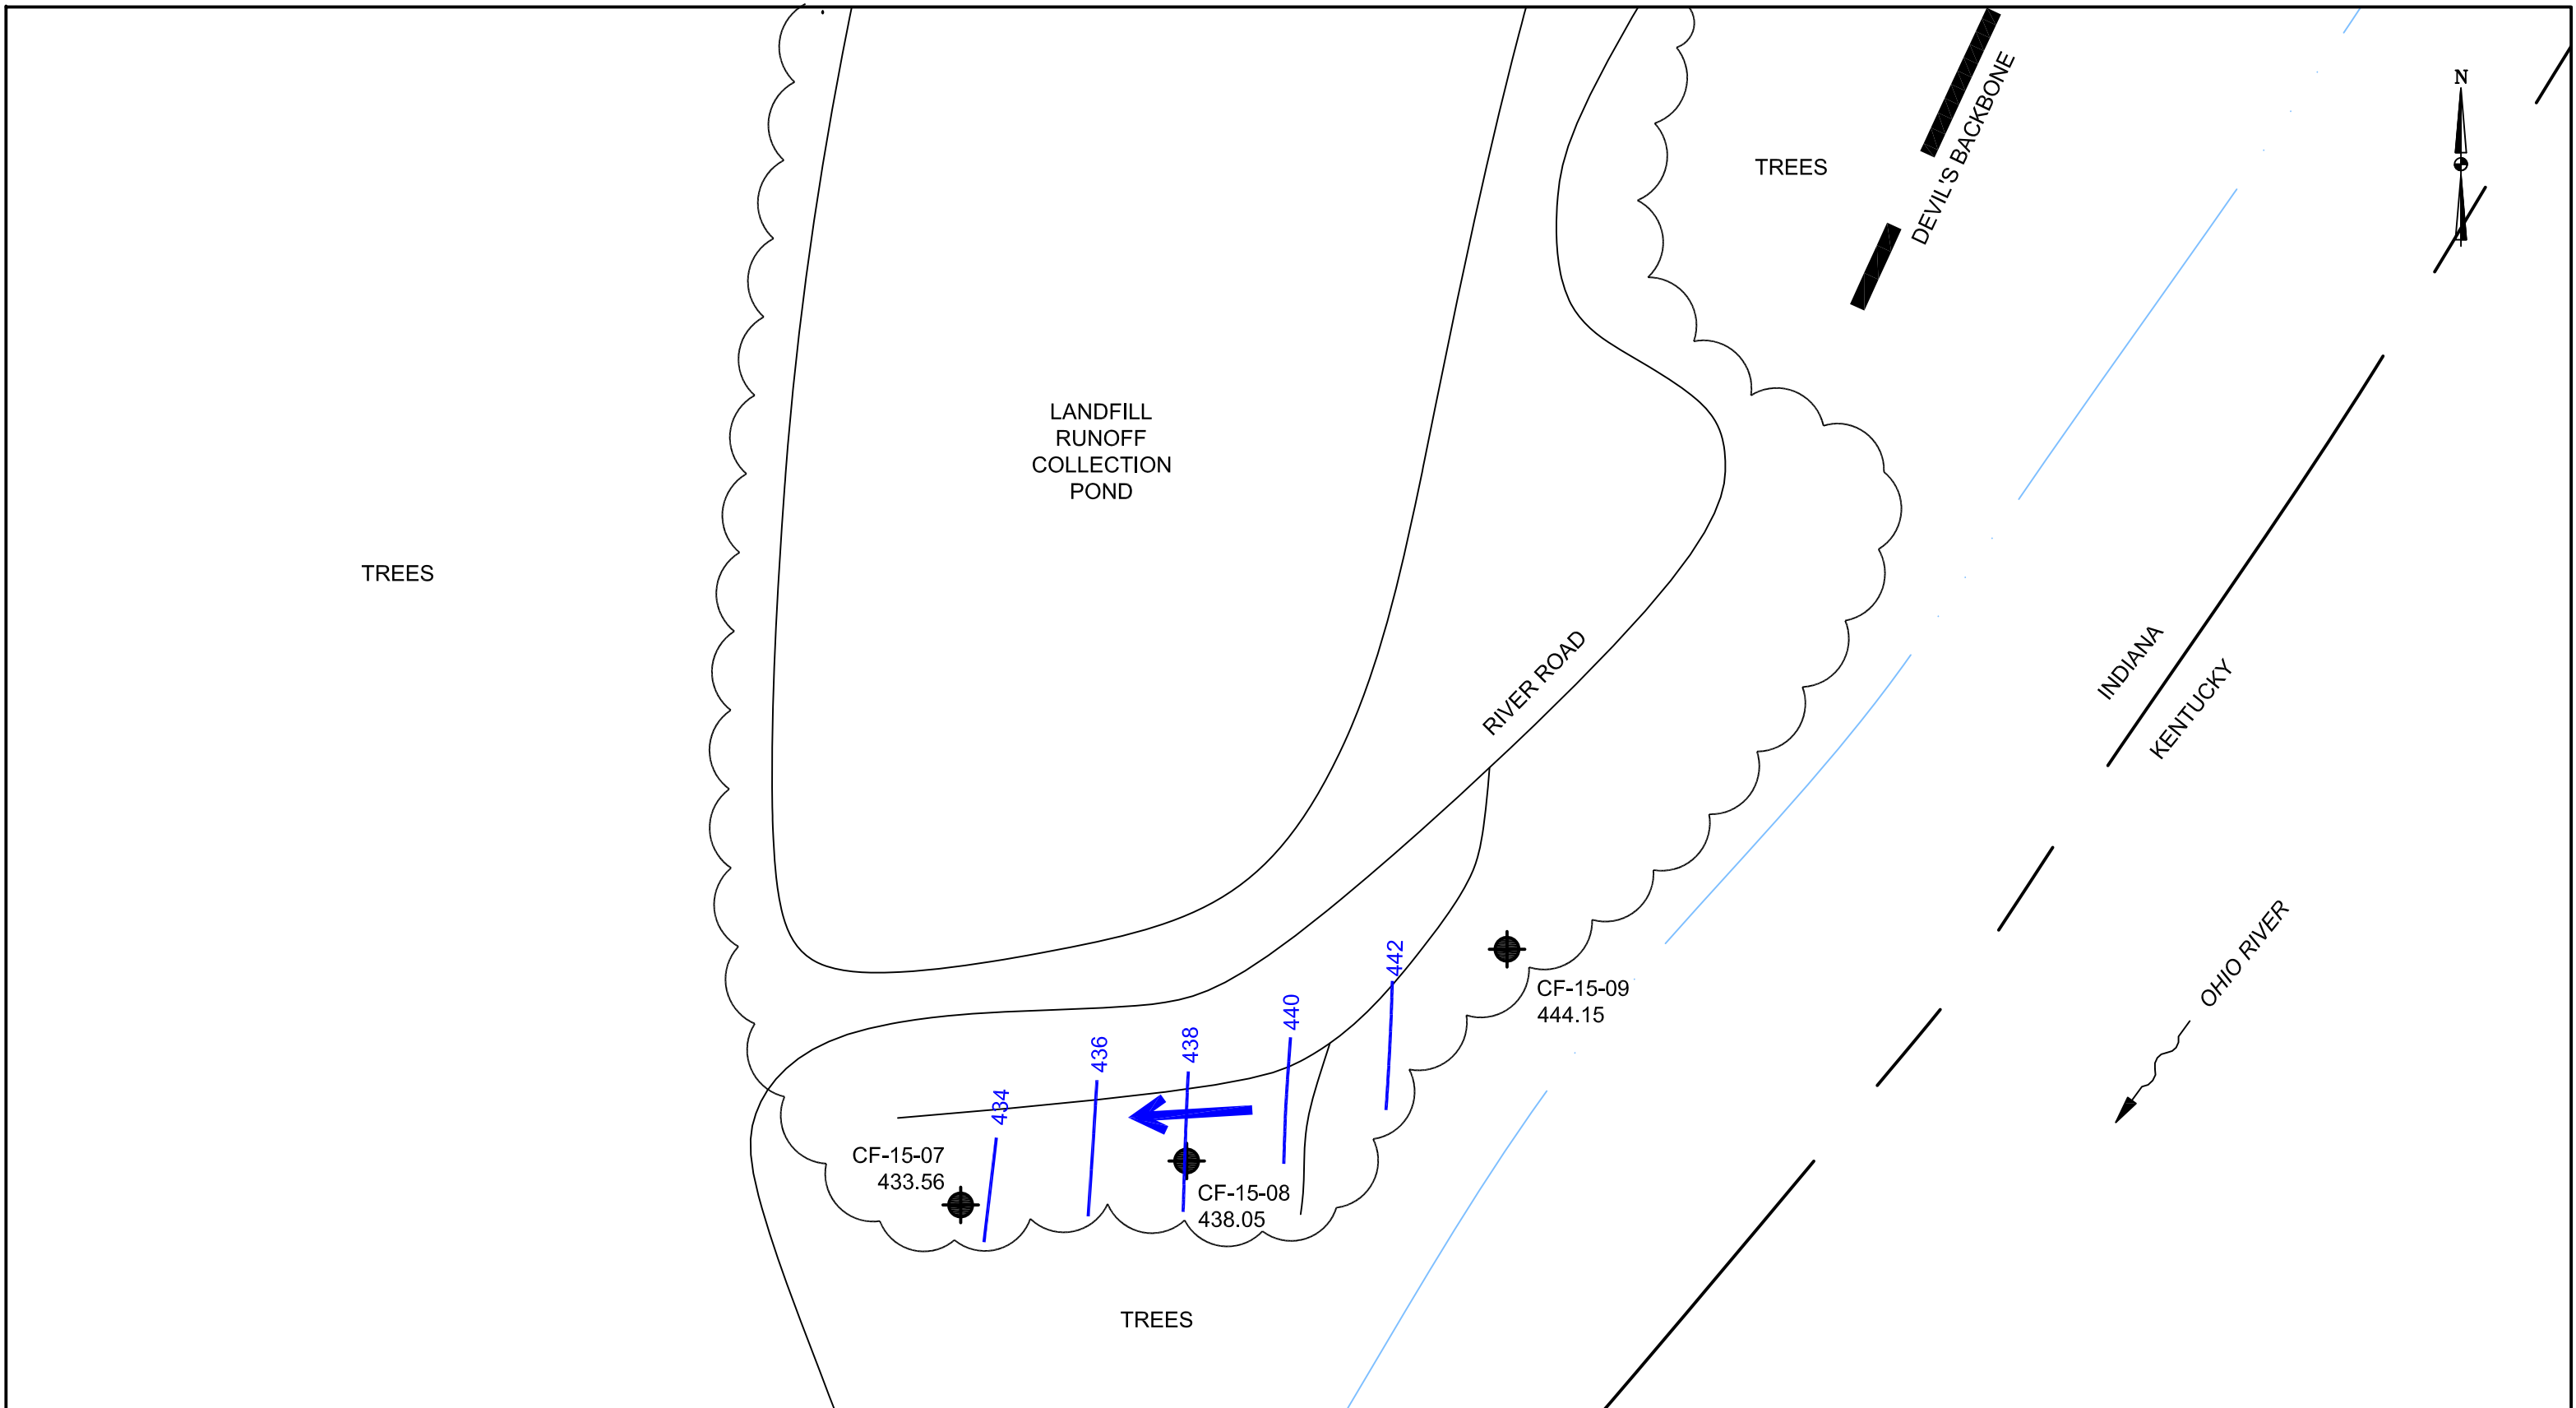 N
DEVIL'S BACKBONE
TREES
LANDFILL
RUNOFF
COLLECTION
POND
TREES
RIVER ROAD
INDIANA
KENTUCKY
OHIO RIVER
442
CF-15-09
444.15
440
438
436
434
CF-15-07
433.56
CF-15-08
438.05
TREES